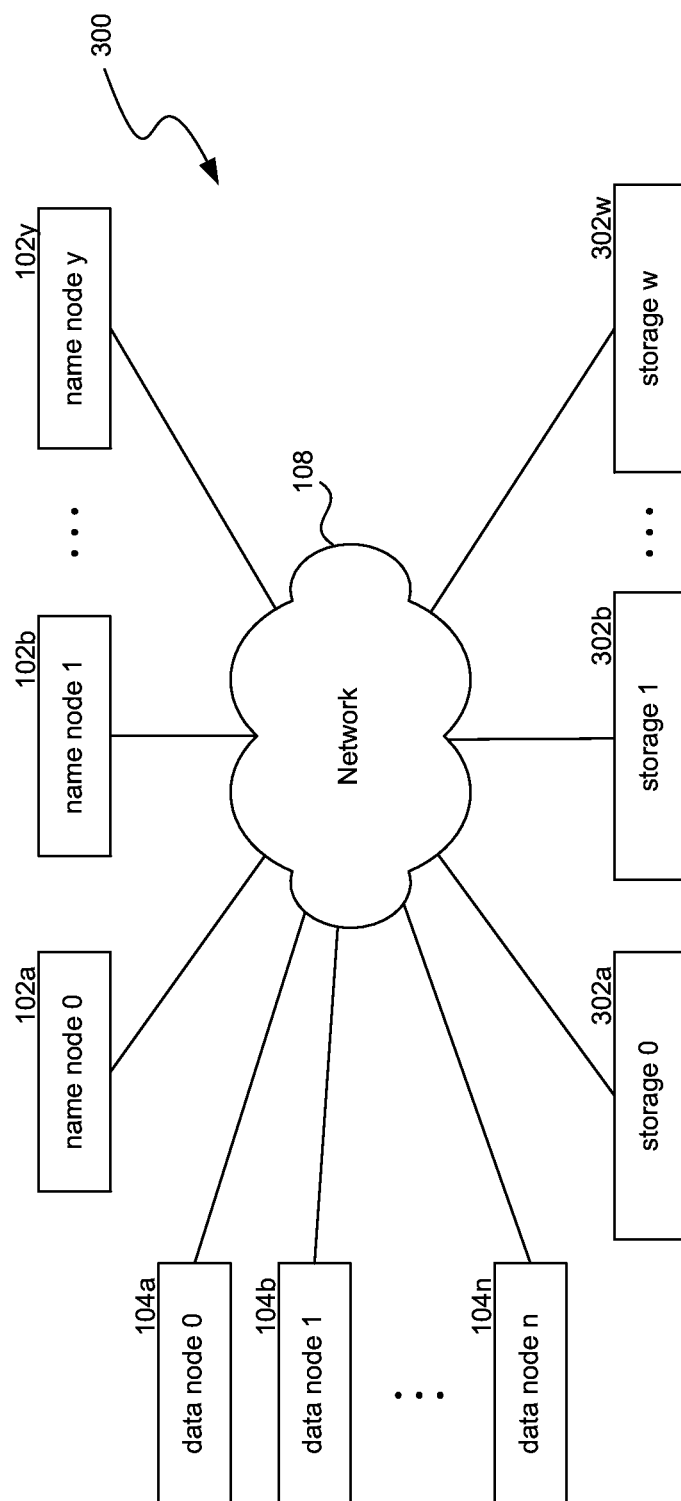 300
102a
name node 0
102b
name node 1
. . .
102y
name node y
104a
data node 0
104b
data node 1
. . .
104n
data node n
108
Network
302a
storage 0
302b
storage 1
. . .
302w
storage w